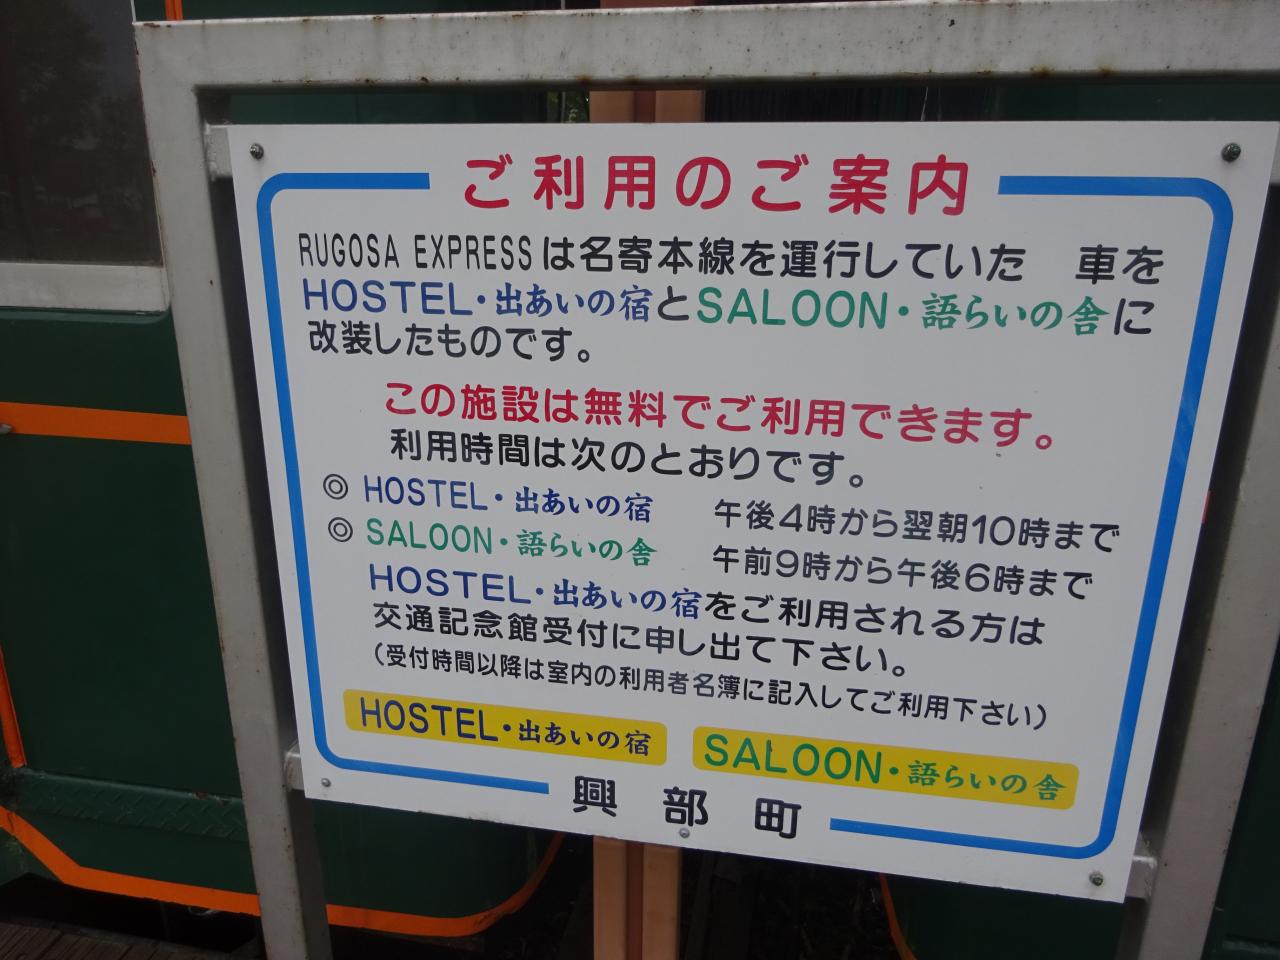 ご利用のご案内
RUGOSA EXPRESSは名寄本線を運行していた　車を
HOSTEL・出あいの宿とSALOON・語らいの舎に
改装したものです。
この施設は無料でご利用できます。
利用時間は次のとおりです。
◎ HOSTEL・出あいの宿　午後4時から翌朝10時まで
◎ SALOON・語らいの舎　午前9時から午後6時まで
HOSTEL・出あいの宿をご利用される方は
交通記念館受付に申し出て下さい。
(受付時間以降は室内の利用者名簿に記入してご利用下さい)
HOSTEL・出あいの宿　SALOON・語らいの舎
興部町